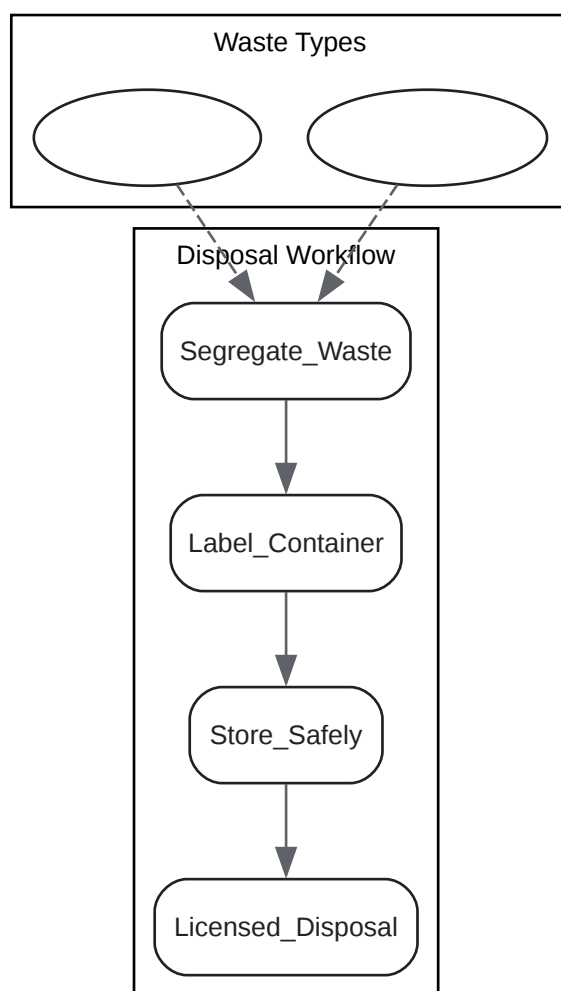 Waste Types
Disposal Workflow
Segregate_Waste
Label_Container
Store_Safely
Licensed_Disposal